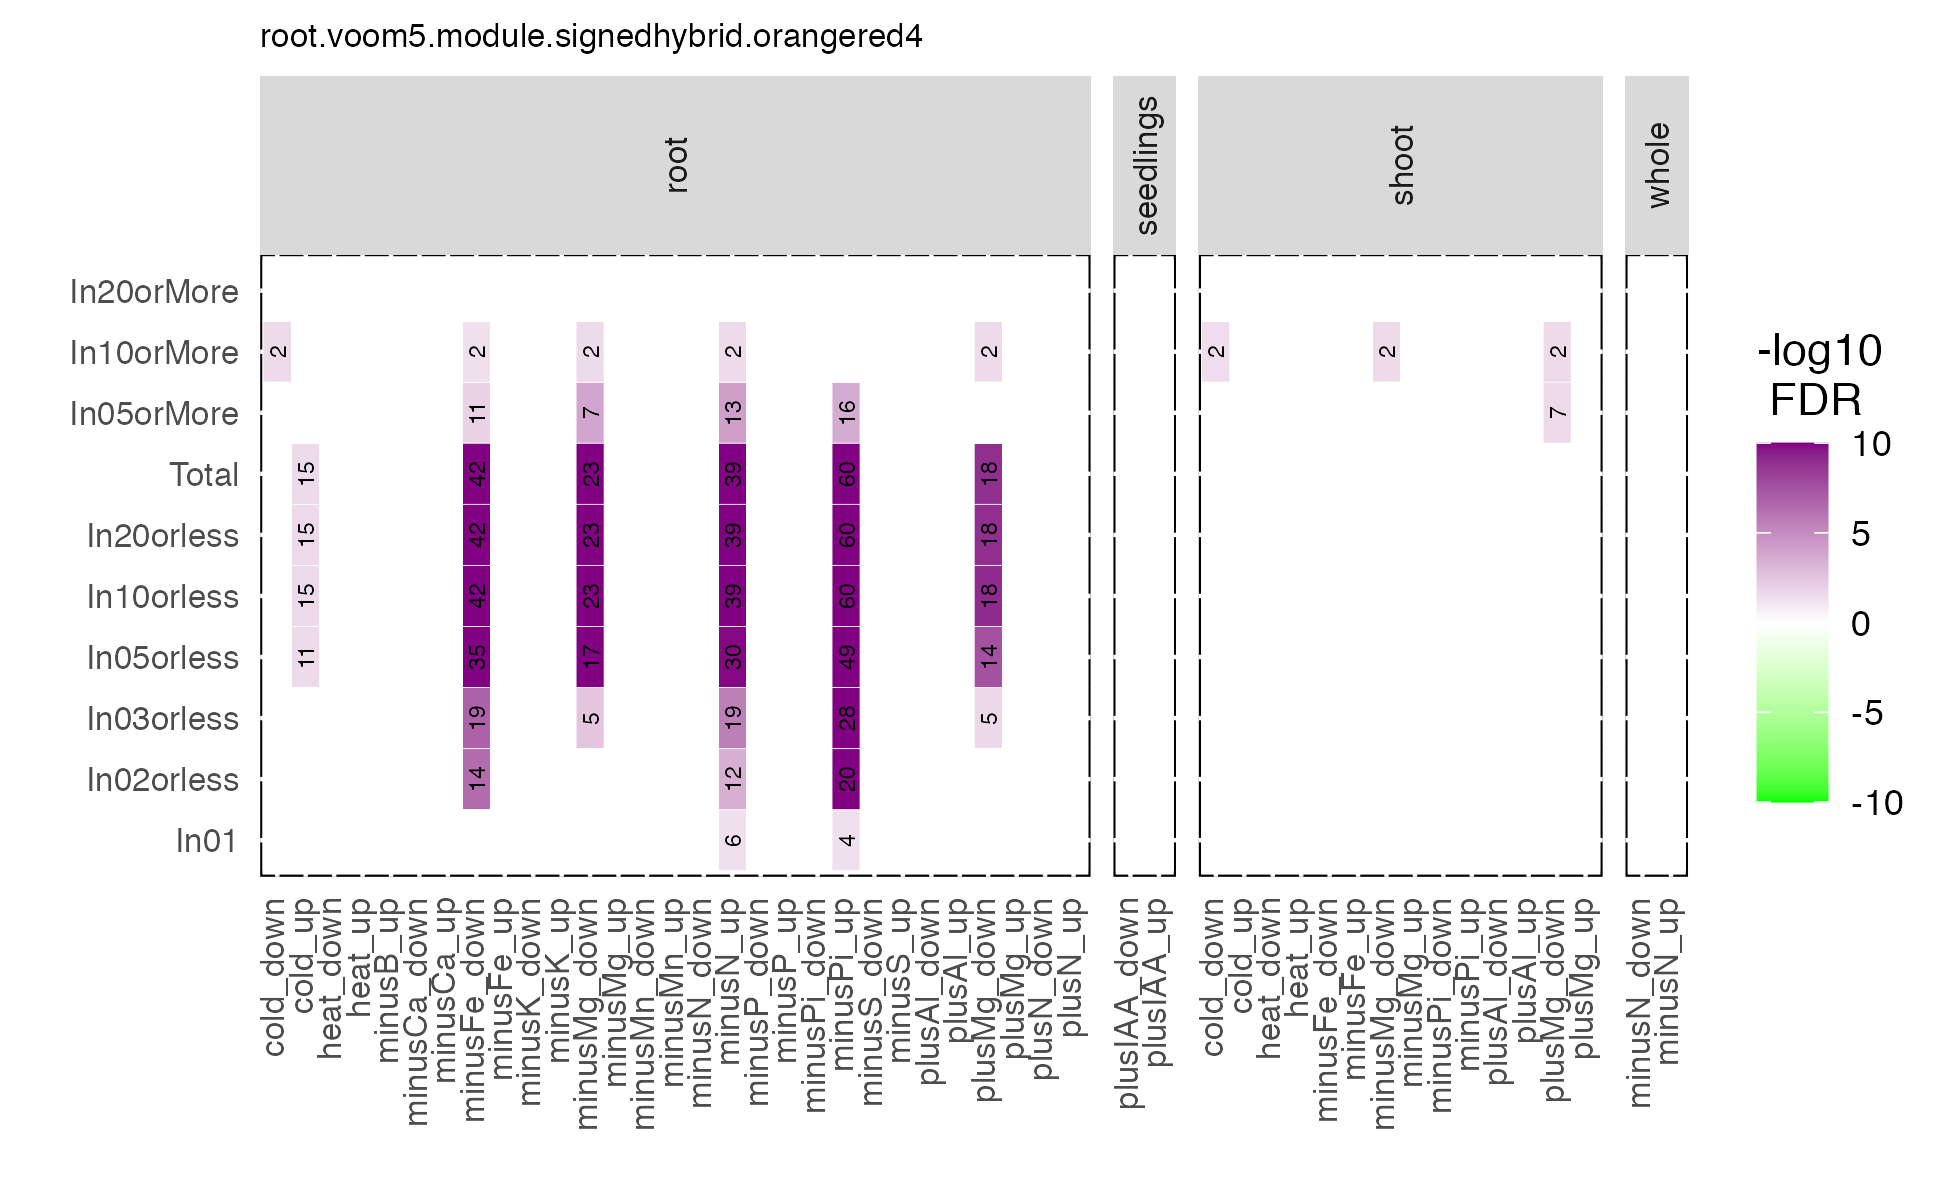 root.voom5.module.signedhybrid.orangered4
root
seedlings
shoot
whole
In20orMore
In10orMore
2 2 2 2 2 2 2 2
In05orMore
11 7 13 16 7
Total
15 42 23 39 60 18
In20orless
15 42 23 39 60 18
In10orless
15 42 23 39 60 18
In05orless
11 35 17 30 49 14
In03orless
19 5 19 28 5
In02orless
14 12 20
In01
6 4
cold_down
cold_up
heat_down
heat_up
minusB_up
minusCa_down
minusCa_up
minusFe_down
minusFe_up
minusK_down
minusK_up
minusMg_down
minusMg_up
minusMn_down
minusMn_up
minusN_down
minusN_up
minusP_down
minusP_up
minusPi_down
minusPi_up
minusS_down
minusS_up
plusAl_down
plusAl_up
plusMg_down
plusMg_up
plusN_down
plusN_up
plusIAA_down
plusIAA_up
cold_down
cold_up
heat_down
heat_up
minusFe_down
minusFe_up
minusMg_down
minusMg_up
minusPi_down
minusPi_up
plusAl_down
plusAl_up
plusMg_down
plusMg_up
minusN_down
minusN_up
-log10
FDR
10
5
0
-5
-10